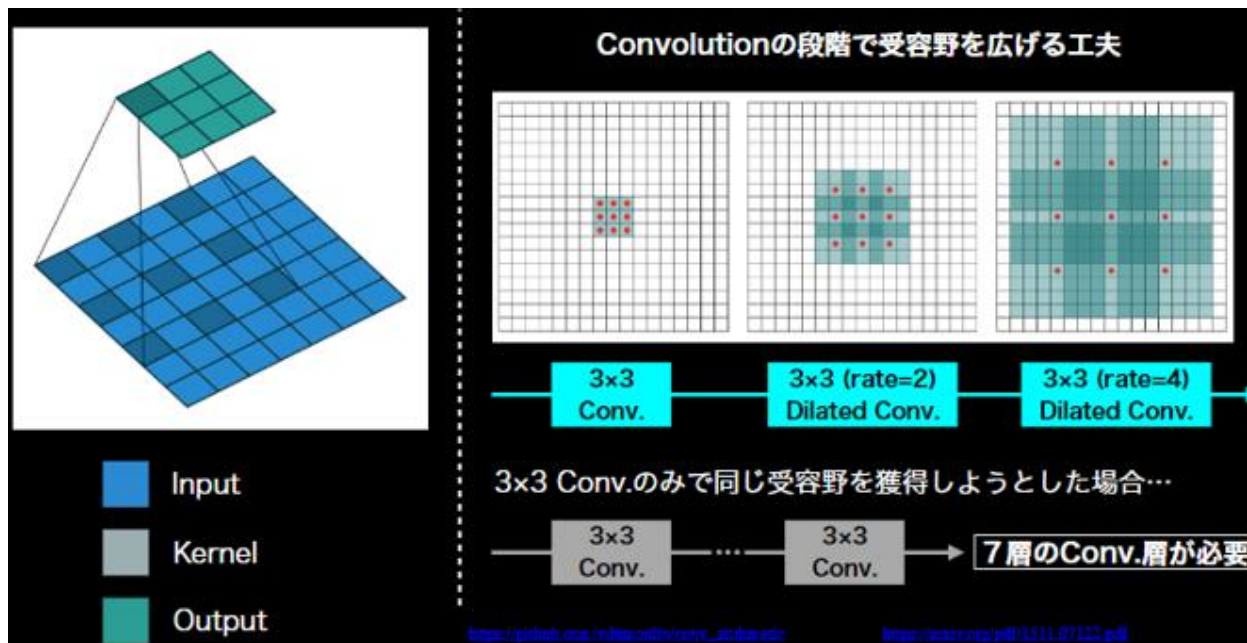 Convolutionの段階で受容野を広げる工夫
3×3
Conv.
3×3 (rate=2)
Dilated Conv.
3×3 (rate=4)
Dilated Conv.
Input
Kernel
Output
3×3 Conv.のみで同じ受容野を獲得しようとした場合…
3×3
Conv.
3×3
Conv.
7層のConv.層が必要